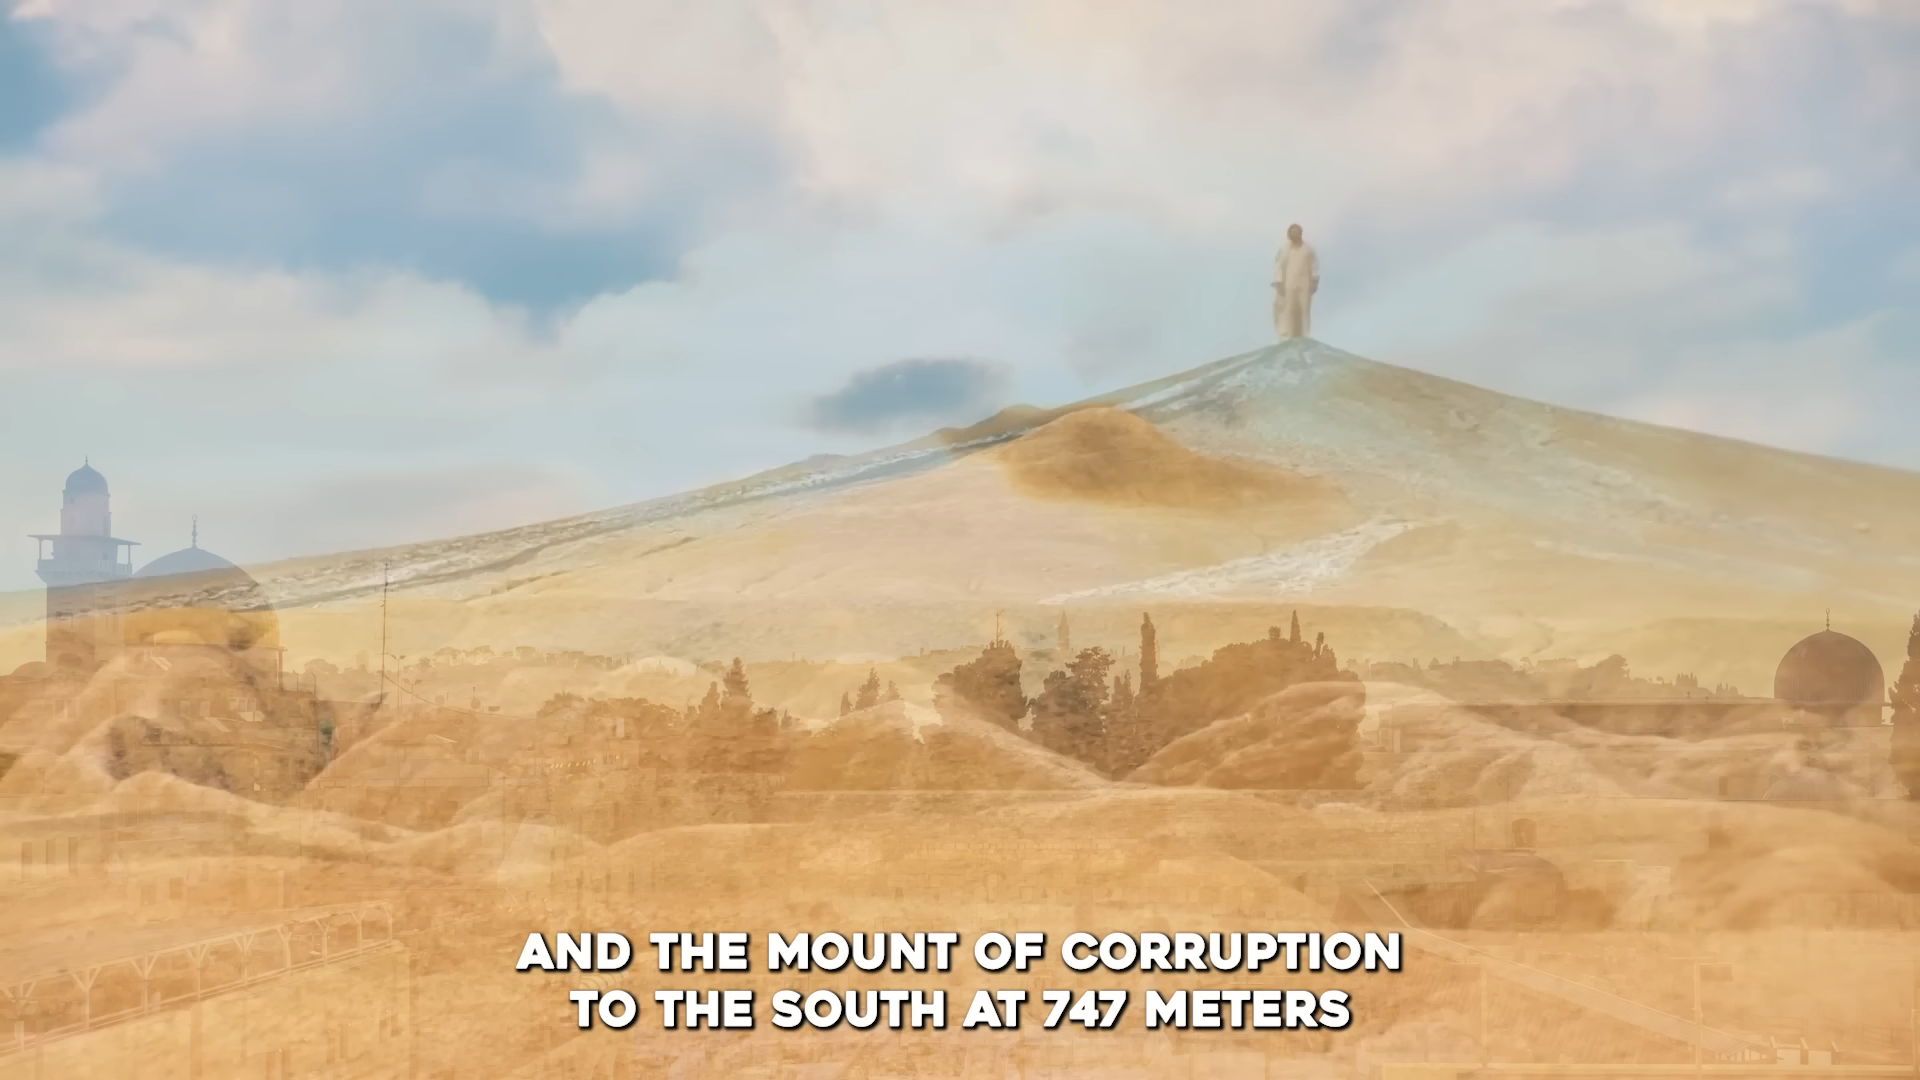 AND THE MOUNT OF CORRUPTION
TO THE SOUTH AT 747 METERS